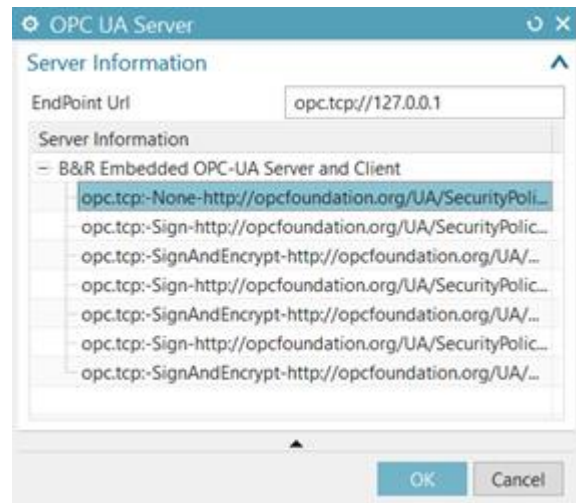 OPC UA Server
Server Information
EndPoint Url opc.tcp://127.0.0.1
Server Information
B&R Embedded OPC-UA Server and Client
opc.tcp:-None-http://opcfoundation.org/UA/SecurityPoli...
opc.tcp:-Sign-http://opcfoundation.org/UA/SecurityPolic...
opc.tcp:-SignAndEncrypt-http://opcfoundation.org/UA/...
opc.tcp:-Sign-http://opcfoundation.org/UA/SecurityPolic...
opc.tcp:-SignAndEncrypt-http://opcfoundation.org/UA/...
opc.tcp:-Sign-http://opcfoundation.org/UA/SecurityPolic...
opc.tcp:-SignAndEncrypt-http://opcfoundation.org/UA/...
OK Cancel